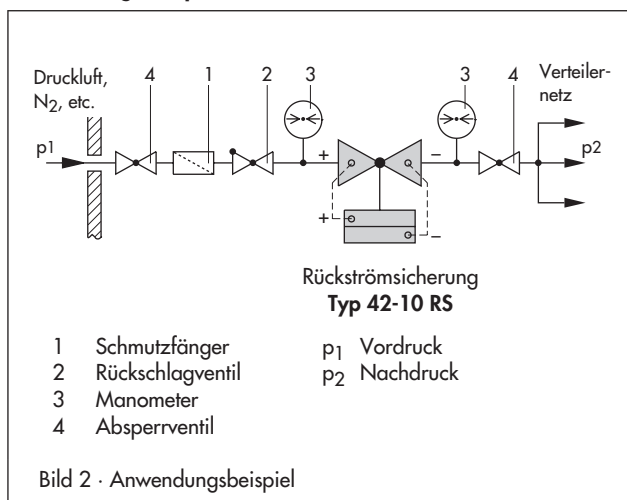 Druckluft,
N2, etc.
4
1
2
3
3
4
Verteiler-
netz
p1
+
–
p2
+
–
Rückströmsicherung
Typ 42-10 RS
1 Schmutzfänger
2 Rückschlagventil
3 Manometer
4 Absperrventil
p1 Vordruck
p2 Nachdruck
Bild 2 · Anwendungsbeispiel